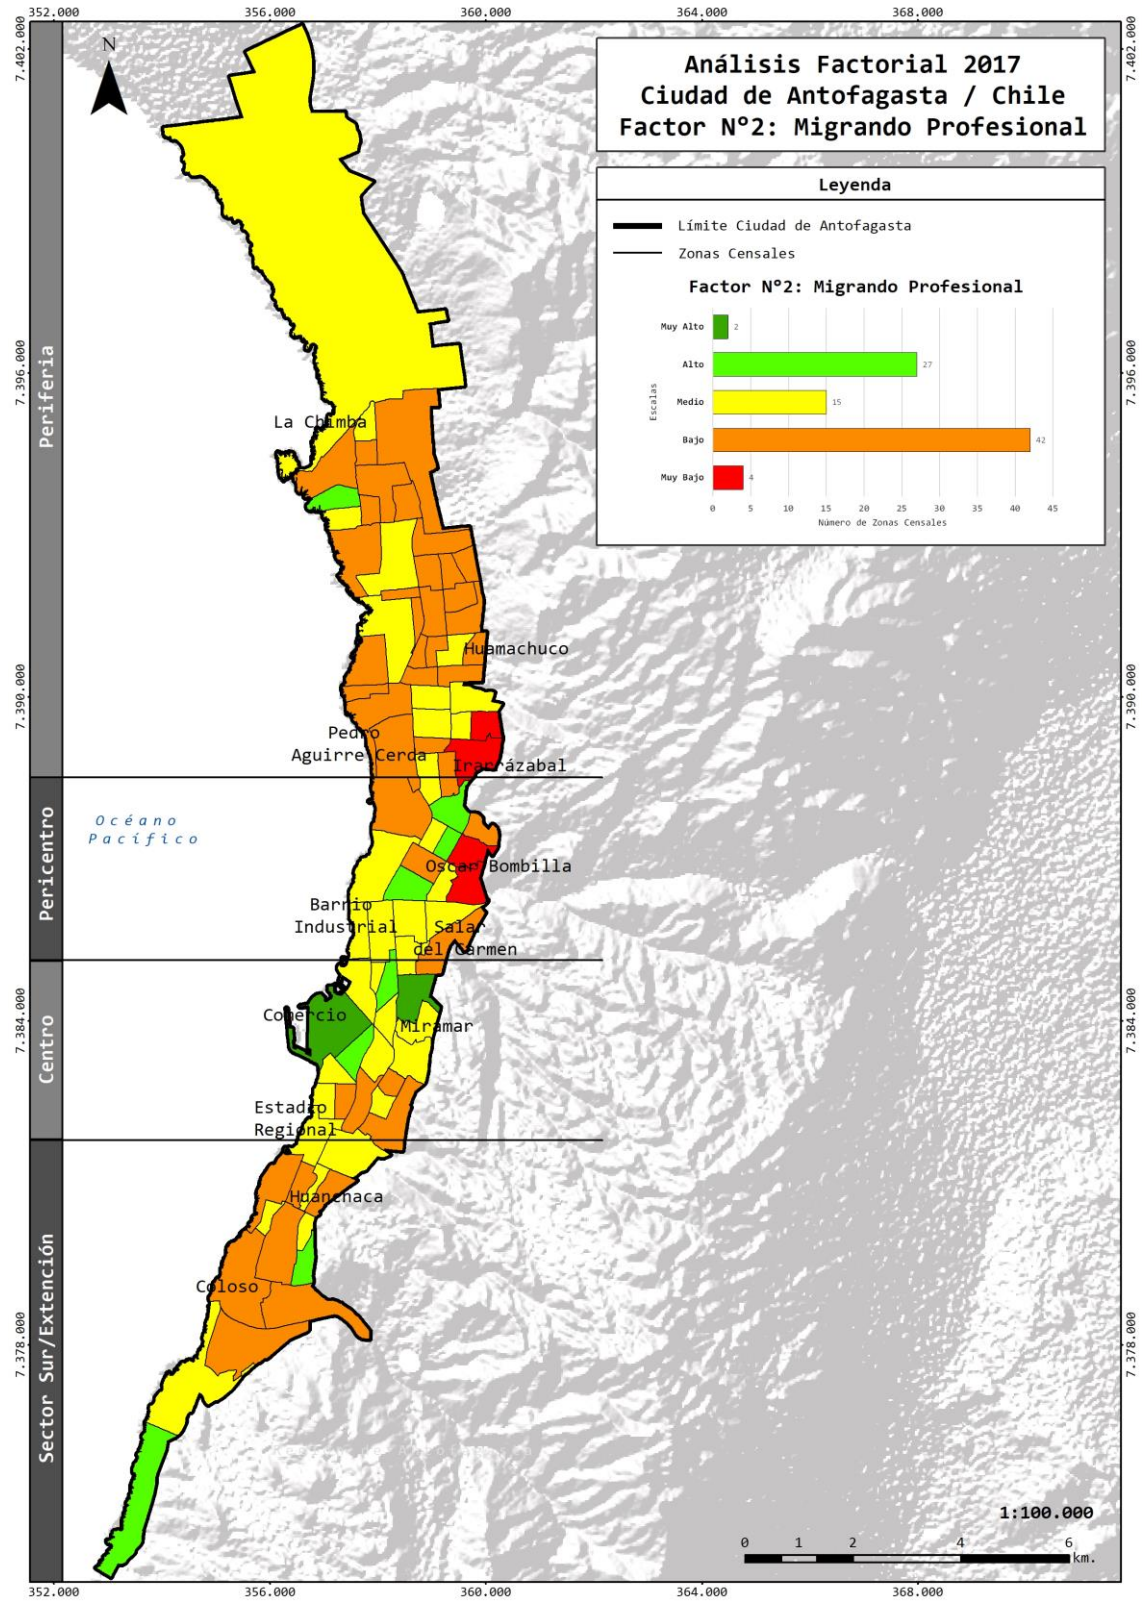 352.000
356.000
360.000
364.000
368.000
7.402.000
7.402.000
N
Análisis Factorial 2017
Ciudad de Antofagasta / Chile
Factor N°2: Migrando Profesional
Leyenda
Límite Ciudad de Antofagasta
Zonas Censales
Factor N°2: Migrando Profesional
Muy Alto
2
Alto
27
Medio
15
Bajo
42
Muy Bajo
4
Escalas
0 5 10 15 20 25 30 35 40 45
Número de Zonas Censales
Periferia
7.396.000
7.396.000
La Chimba
Huamachuco
7.390.000
7.390.000
Pedro
Aguirre Cerda
Irarrázabal
Pericentro
Océano
Pacífico
Oscar Bombilla
Barrio
Industrial
Salar
del Carmen
Centro
7.384.000
7.384.000
Comercio
Miramar
Estadio
Regional
Sector Sur/Extención
Huanchaca
Coloso
7.378.000
7.378.000
1:100.000
0 1 2 4 6
km.
352.000
356.000
360.000
364.000
368.000